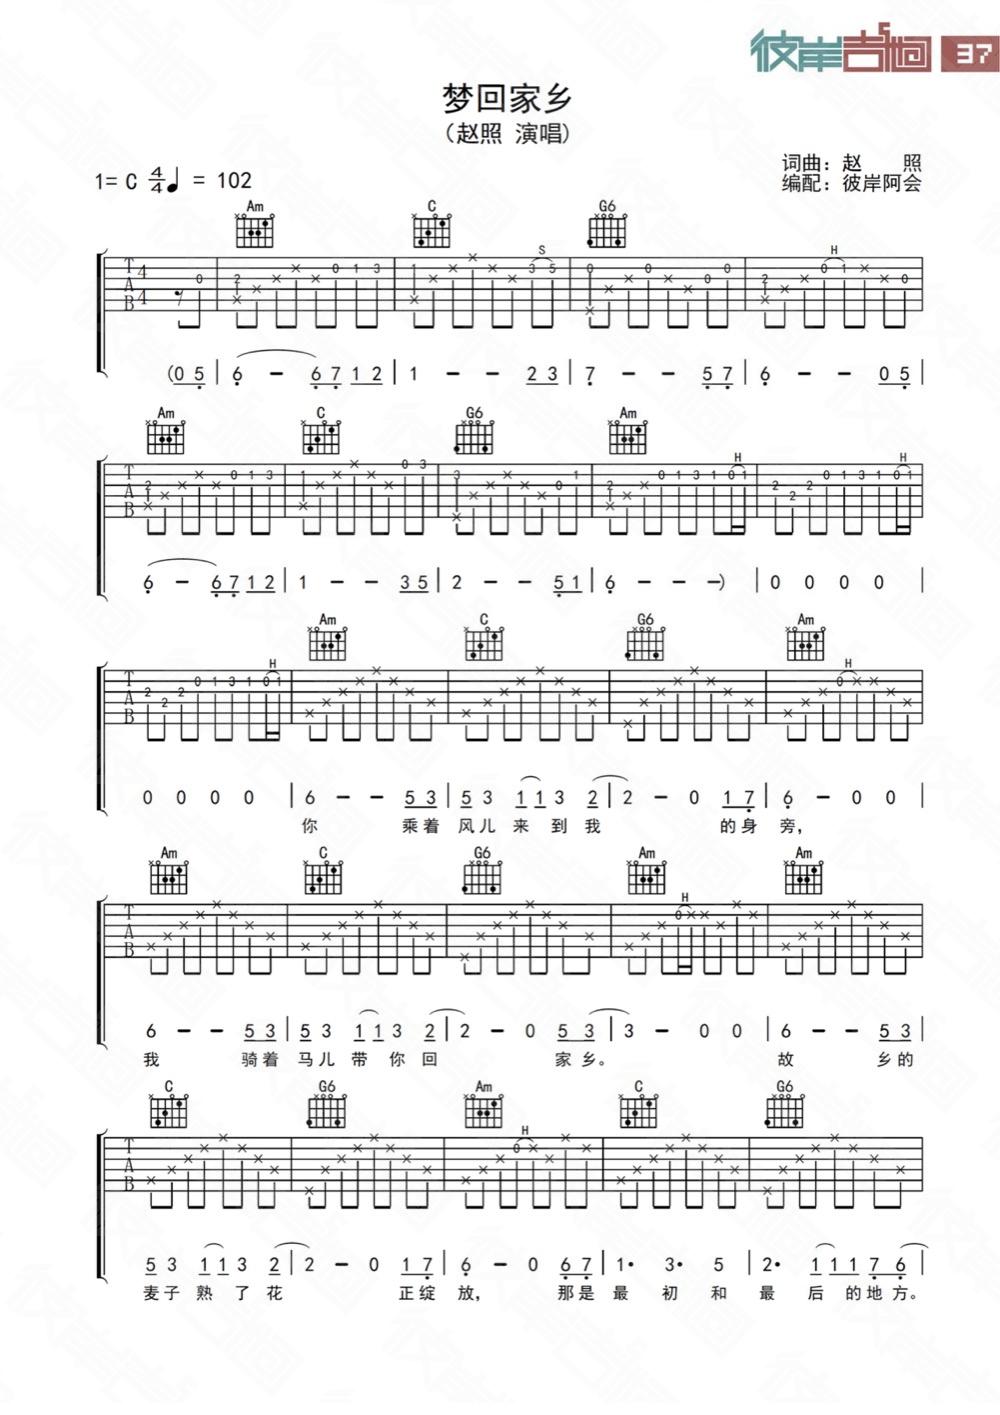 彼岸吉他 37
梦回家乡
(赵照 演唱)
词曲: 赵 照
1= C 4/4 ♩ = 102
编配: 彼岸阿会
Am C G6
S H
(0 5 | 6 - 6 7 1 2 | 1 - - 2 3 | 7 - - 5 7 | 6 - - 0 5 |
Am C G6 Am
H H
6 - 6 7 1 2 | 1 - - 3 5 | 2 - - 5 1 | 6 - - -) | 0 0 0 0 |
Am C G6 Am
H H
0 0 0 0 | 6 - - 5 3 | 5 3 1 1 3 2 | 2 - 0 1 7 | 6 - 0 0 |
你 乘着 风儿 来 到 我 的身 旁,
Am C G6 Am Am
H
6 - - 5 3 | 5 3 1 1 3 2 | 2 - 0 5 3 | 3 - 0 0 | 6 - - 5 3 |
我 骑着 马儿 带 你 回 家 乡。 故 乡的
C G6 Am C G6
H
5 3 1 1 3 2 | 2 - 0 1 7 | 6 - 0 6 7 | 1· 3· 5 | 2· 1 1 1 7 6 |
麦子 熟 了 花 正绽 放, 那是 最 初 和 最 后 的地方。